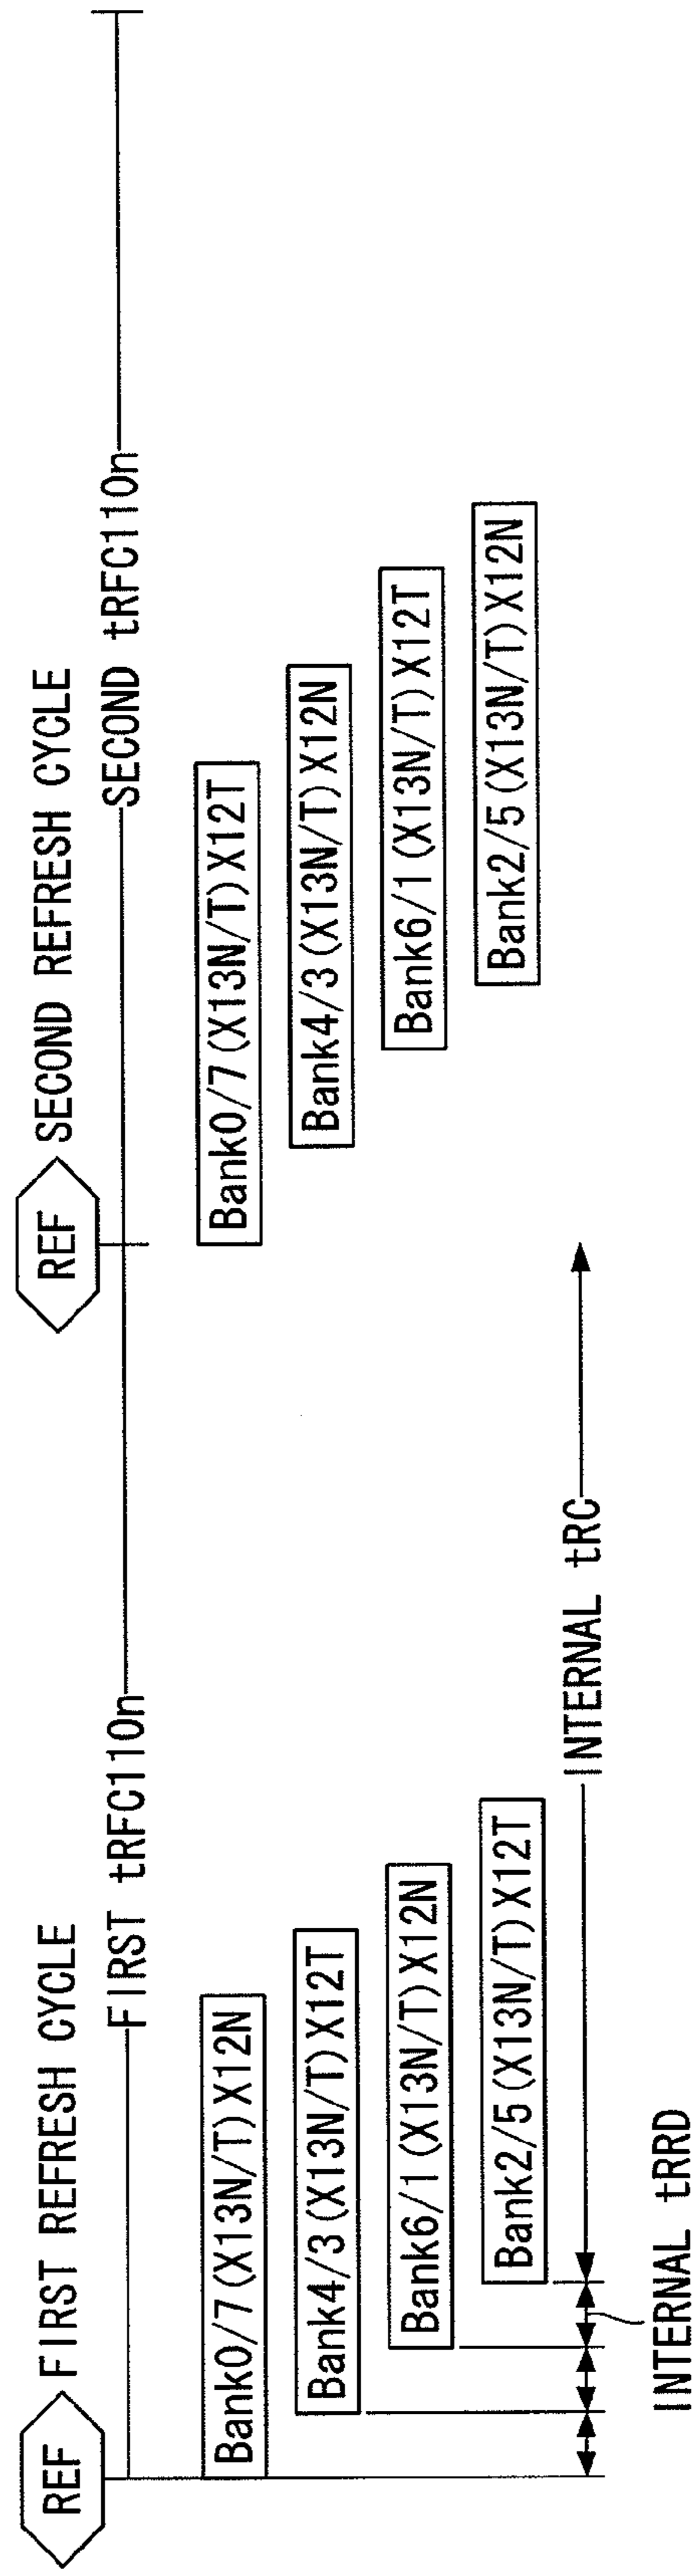 REF FIRST REFRESH CYCLE
REF SECOND REFRESH CYCLE
FIRST tRFC110n
SECOND tRFC110n
Bank0/7(X13N/T)X12N
Bank0/7(X13N/T)X12T
Bank4/3(X13N/T)X12T
Bank4/3(X13N/T)X12N
Bank6/1(X13N/T)X12N
Bank6/1(X13N/T)X12T
Bank2/5(X13N/T)X12T
Bank2/5(X13N/T)X12N
INTERNAL tRC
INTERNAL tRRD